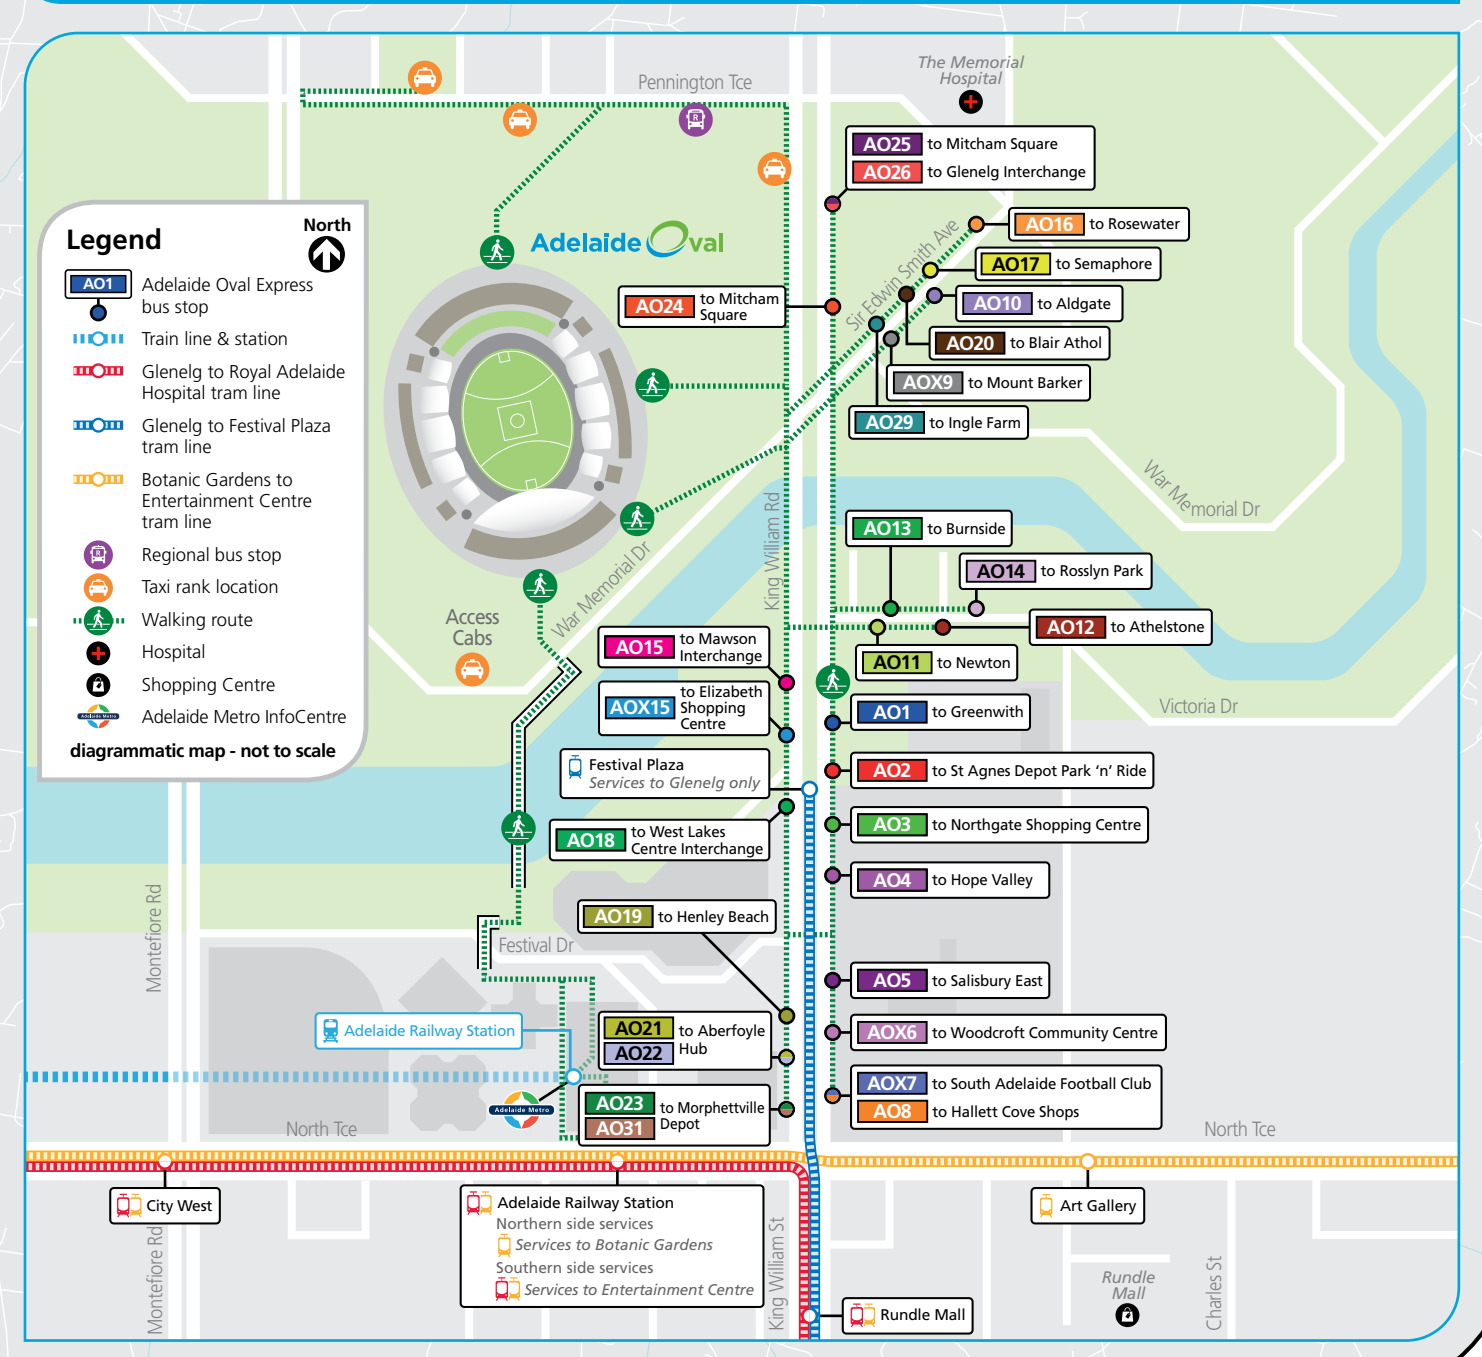 Pennington Tce
The Memorial
Hospital
AO25 to Mitcham Square
AO26 to Glenelg Interchange
R
Legend
North
AO1
Adelaide Oval Express
bus stop
Train line & station
Glenelg to Royal Adelaide
Hospital tram line
Glenelg to Festival Plaza
tram line
Botanic Gardens to
Entertainment Centre
tram line
R
Regional bus stop
Taxi rank location
Walking route
Hospital
Shopping Centre
Adelaide Metro
Adelaide Metro InfoCentre
diagrammatic map - not to scale
Adelaide Oval
Sir Edwin Smith Ave
AO16 to Rosewater
AO17 to Semaphore
AO10 to Aldgate
AO24 to Mitcham
Square
AO20 to Blair Athol
AOX9 to Mount Barker
AO29 to Ingle Farm
War Memorial Dr
King William Rd
War Memorial Dr
AO13 to Burnside
AO14 to Rosslyn Park
AO12 to Athelstone
AO11 to Newton
Access
Cabs
AO15 to Mawson
Interchange
AOX15 to Elizabeth
Shopping
Centre
Victoria Dr
AO1 to Greenwith
Festival Plaza
Services to Glenelg only
AO2 to St Agnes Depot Park ‘n’ Ride
AO18 to West Lakes
Centre Interchange
AO3 to Northgate Shopping Centre
AO4 to Hope Valley
AO19 to Henley Beach
Montefiore Rd
Festival Dr
AO5 to Salisbury East
Adelaide Railway Station
AO21 to Aberfoyle
AO22 Hub
AOX6 to Woodcroft Community Centre
AOX7 to South Adelaide Football Club
AO8 to Hallett Cove Shops
Adelaide Metro
AO23 to Morphettville
AO31 Depot
North Tce
North Tce
City West
Adelaide Railway Station
Northern side services
Services to Botanic Gardens
Southern side services
Services to Entertainment Centre
Art Gallery
Montefiore Rd
King William St
Rundle
Mall
Charles St
Rundle Mall